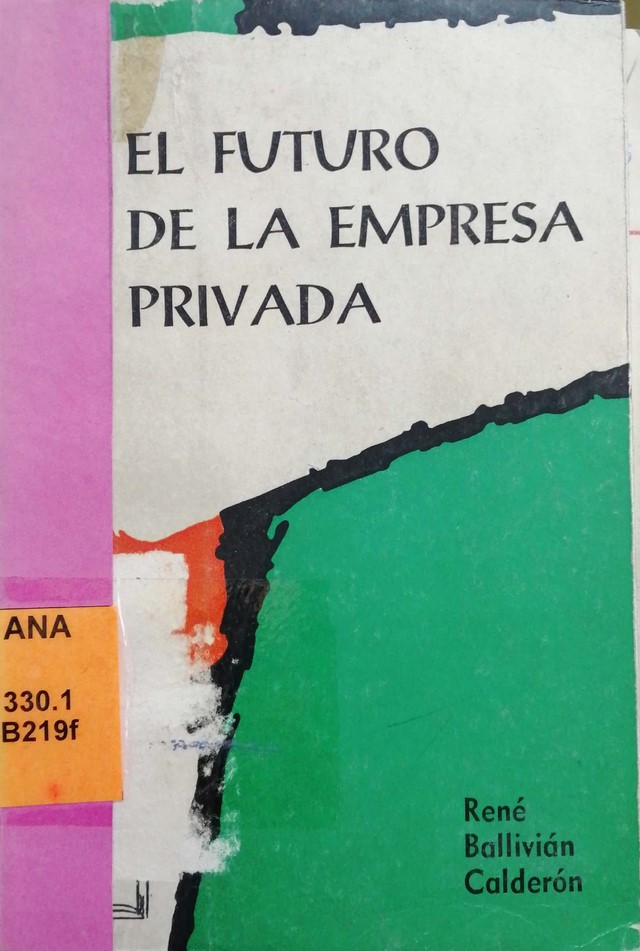 EL FUTURO
DE LA EMPRESA
PRIVADA
ANA
330.1
B219f
René
Ballivián
Calderón